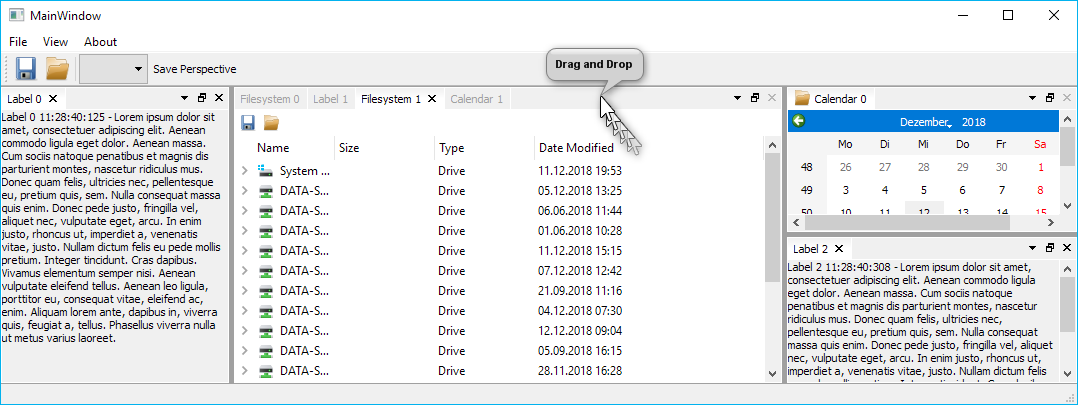 MainWindow
File View About
Save Perspective
Drag and Drop
Label 0
Label 0 11:28:40:125 - Lorem ipsum dolor sit
amet, consectetuer adipiscing elit. Aenean
commodo ligula eget dolor. Aenean massa.
Cum sociis natoque penatibus et magnis dis
parturient montes, nascetur ridiculus mus.
Donec quam felis, ultricies nec, pellentesque
eu, pretium quis, sem. Nulla consequat massa
quis enim. Donec pede justo, fringilla vel,
aliquet nec, vulputate eget, arcu. In enim
justo, rhoncus ut, imperdiet a, venenatis
vitae, justo. Nullam dictum felis eu pede mollis
pretium. Integer tincidunt. Cras dapibus.
Vivamus elementum semper nisi. Aenean
vulputate eleifend tellus. Aenean leo ligula,
porttitor eu, consequat vitae, eleifend ac,
enim. Aliquam lorem ante, dapibus in, viverra
quis, feugiat a, tellus. Phasellus viverra nulla
ut metus varius laoreet.
Filesystem 0 Label 1 Filesystem 1 Calendar 1
Name Size Type Date Modified
System ... Drive 11.12.2018 19:53
DATA-S... Drive 05.12.2018 13:25
DATA-S... Drive 06.06.2018 11:44
DATA-S... Drive 01.06.2018 10:28
DATA-S... Drive 11.12.2018 15:15
DATA-S... Drive 07.12.2018 12:42
DATA-S... Drive 21.09.2018 11:16
DATA-S... Drive 04.12.2018 07:30
DATA-S... Drive 12.12.2018 09:04
DATA-S... Drive 05.09.2018 16:15
DATA-S... Drive 28.11.2018 16:28
Calendar 0
Dezember, 2018
Mo Di Mi Do Fr Sa
48 26 27 28 29 30 1
49 3 4 5 6 7 8
50 10 11 12 13 14 15
Label 2
Label 2 11:28:40:308 - Lorem ipsum dolor sit amet,
consectetuer adipiscing elit. Aenean commodo ligula
eget dolor. Aenean massa. Cum sociis natoque
penatibus et magnis dis parturient montes, nascetur
ridiculus mus. Donec quam felis, ultricies nec,
pellentesque eu, pretium quis, sem. Nulla consequat
massa quis enim. Donec pede justo, fringilla vel, aliquet
nec, vulputate eget, arcu. In enim justo, rhoncus ut,
imperdiet a, venenatis vitae, justo. Nullam dictum felis